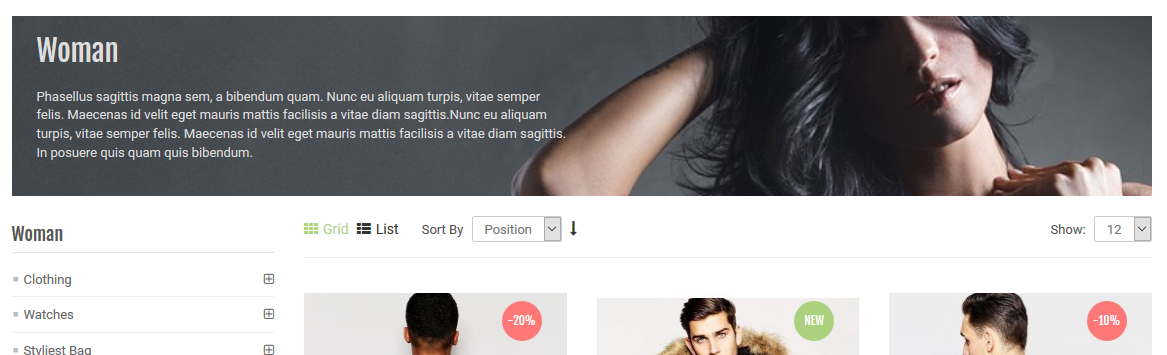 Woman
Phasellus sagittis magna sem, a bibendum quam. Nunc eu aliquam turpis, vitae semper
felis. Maecenas id velit eget mauris mattis facilisis a vitae diam sagittis.Nunc eu aliquam
turpis, vitae semper felis. Maecenas id velit eget mauris mattis facilisis a vitae diam sagittis.
In posuere quis quam quis bibendum.
Woman
Grid List Sort By Position Show: 12
Clothing
Watches
Styliest Bag
-20% NEW -10%